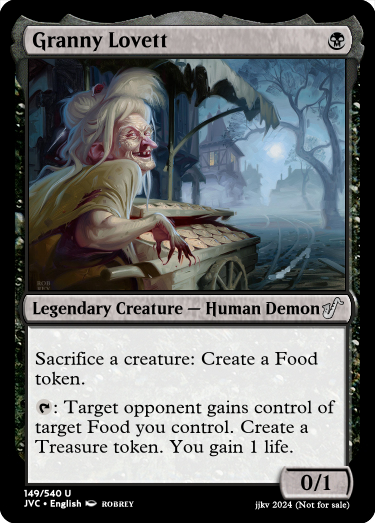 Granny Lovett
Legendary Creature — Human Demon
Sacrifice a creature: Create a Food
token.
: Target opponent gains control of
target Food you control. Create a
Treasure token. You gain 1 life.
0/1
149/540 U
JVC • English ROBREY
jjkv 2024 (Not for sale)